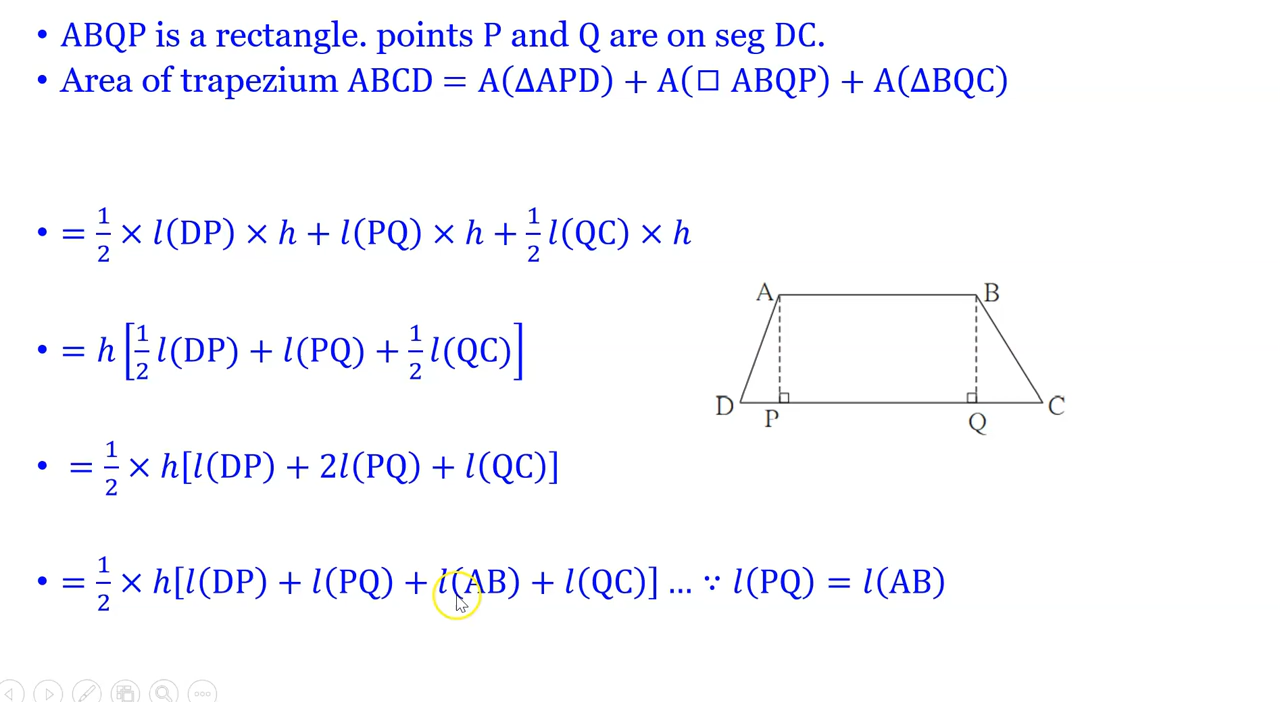 • ABQP is a rectangle. points P and Q are on seg DC.
• Area of trapezium ABCD = A(ΔAPD) + A(□ ABQP) + A(ΔBQC)
• = 1/2 × l(DP) × h + l(PQ) × h + 1/2 l(QC) × h
• = h [1/2 l(DP) + l(PQ) + 1/2 l(QC)]
• = 1/2 × h[l(DP) + 2l(PQ) + l(QC)]
• = 1/2 × h[l(DP) + l(PQ) + l(AB) + l(QC)] ... ∵ l(PQ) = l(AB)
A B
D P Q C